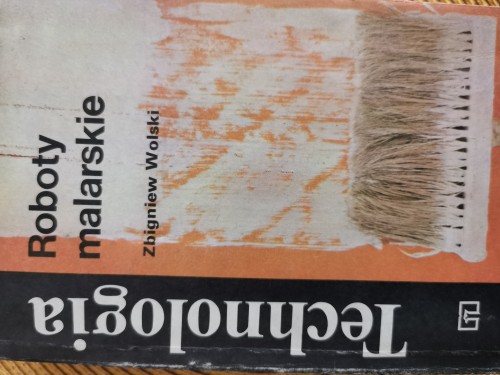 Technologia
Roboty
malarskie
Zbigniew Wolski